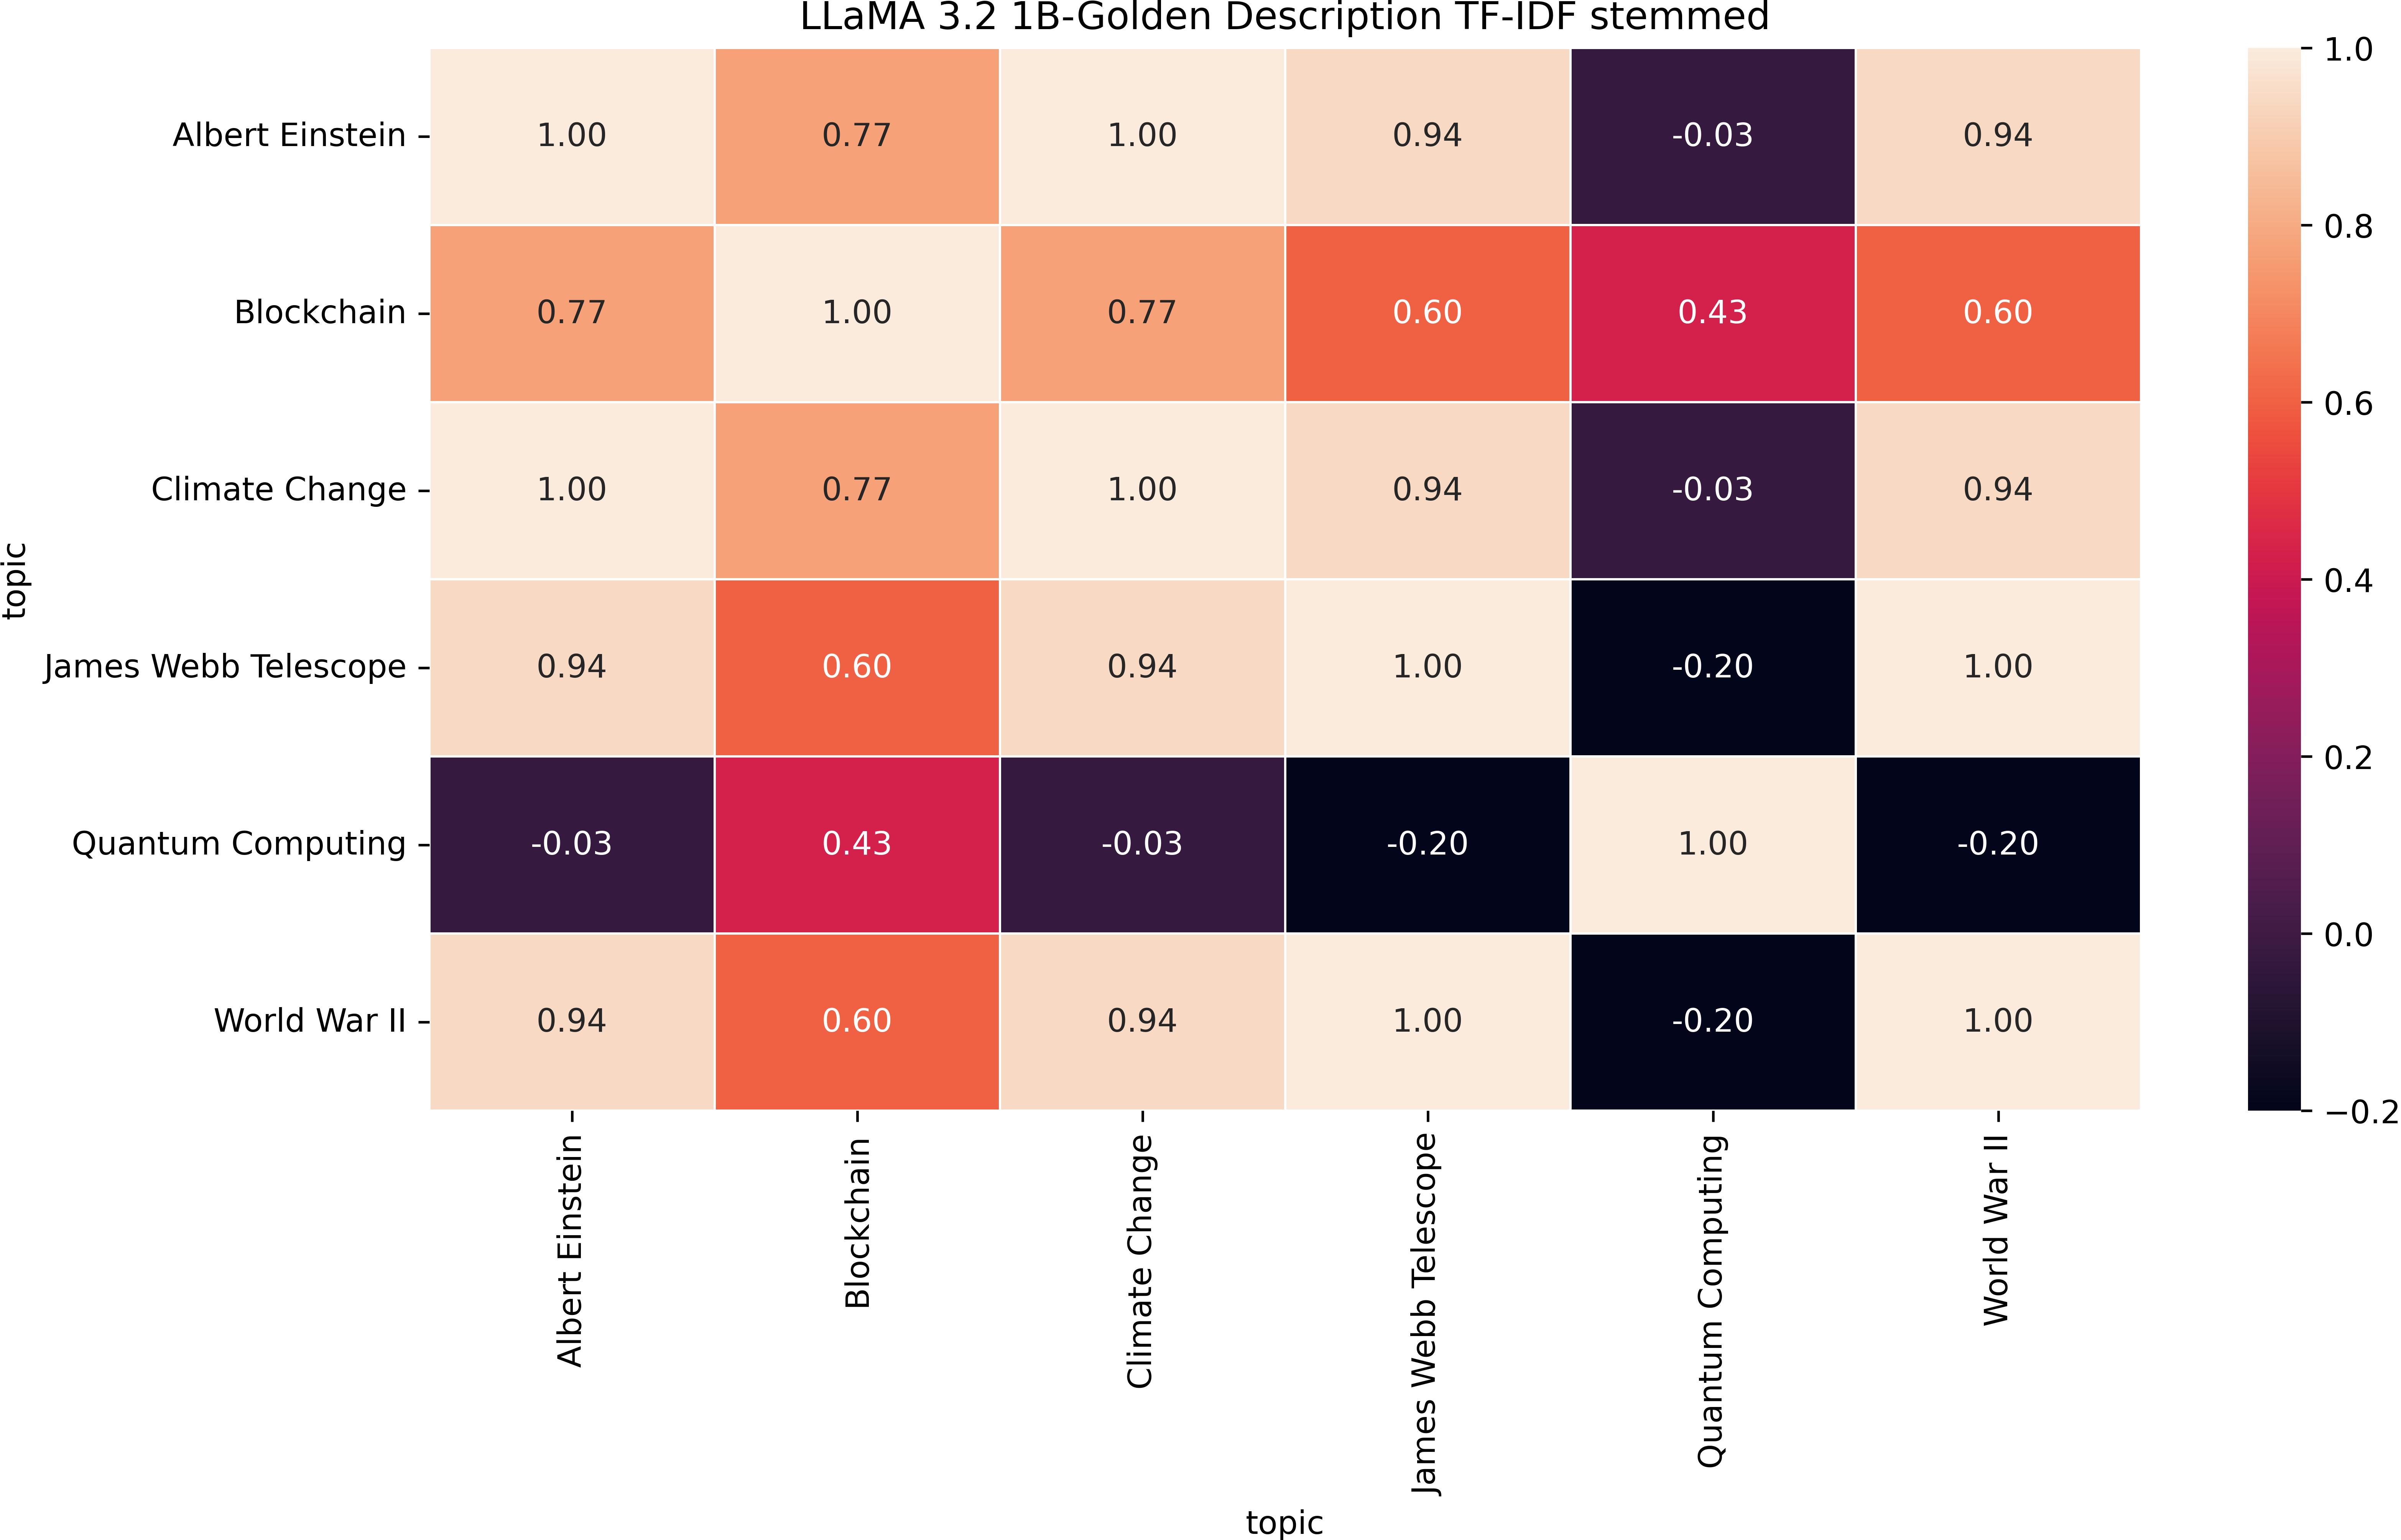 LLaMA 3.2 1B-Golden Description TF-IDF stemmed
Albert Einstein 1.00 0.77 1.00 0.94 -0.03 0.94
Blockchain 0.77 1.00 0.77 0.60 0.43 0.60
Climate Change 1.00 0.77 1.00 0.94 -0.03 0.94
James Webb Telescope 0.94 0.60 0.94 1.00 -0.20 1.00
Quantum Computing -0.03 0.43 -0.03 -0.20 1.00 -0.20
World War II 0.94 0.60 0.94 1.00 -0.20 1.00
topic
Albert Einstein
Blockchain
Climate Change
James Webb Telescope
Quantum Computing
World War II
topic
1.0
0.8
0.6
0.4
0.2
0.0
−0.2